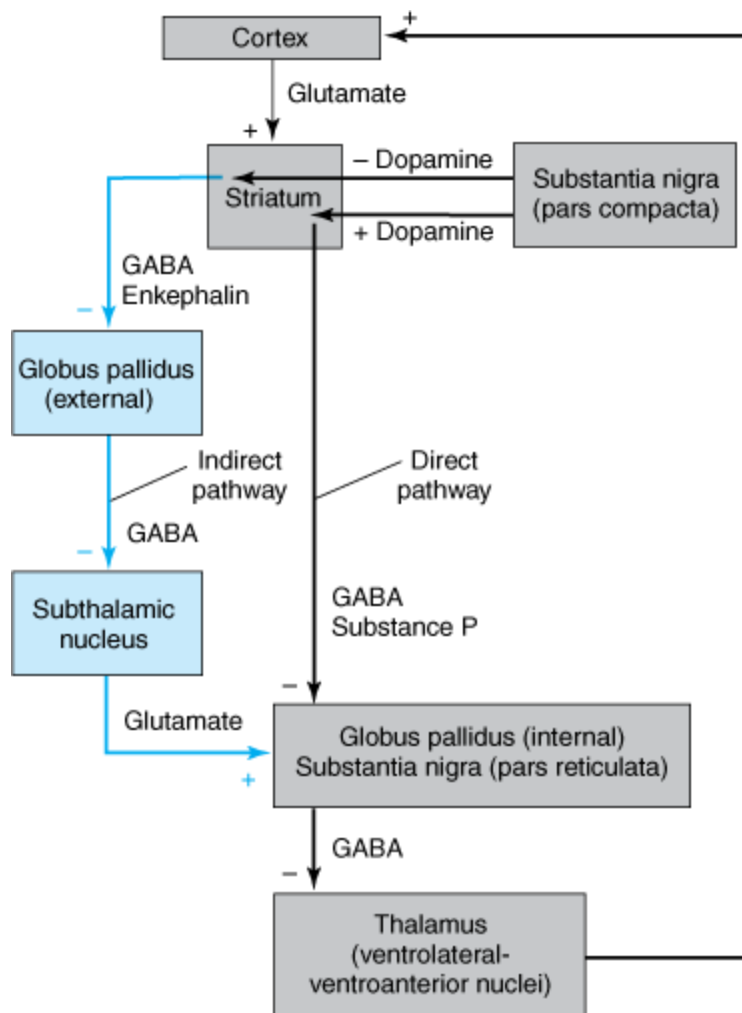 +
Cortex
Glutamate
+
– Dopamine
Striatum
+ Dopamine
Substantia nigra
(pars compacta)
GABA
Enkephalin
–
Globus pallidus
(external)
Indirect
pathway
Direct
pathway
GABA
–
Subthalamic
nucleus
GABA
Substance P
–
Glutamate
+
Globus pallidus (internal)
Substantia nigra (pars reticulata)
GABA
–
Thalamus
(ventrolateral-
ventroanterior nuclei)